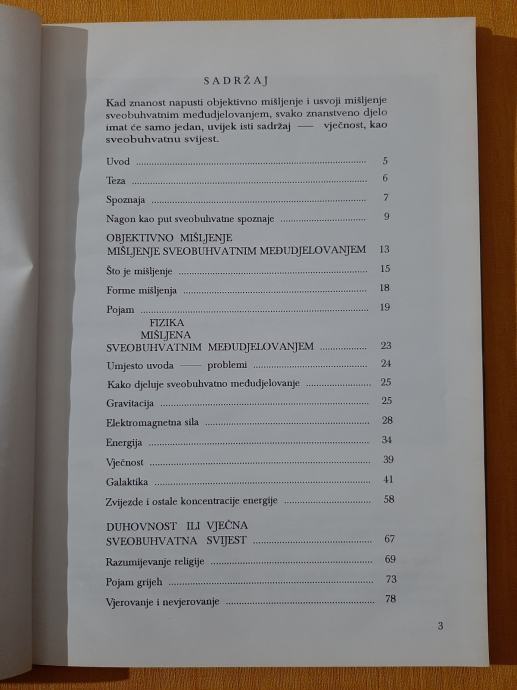 SADRŽAJ
Kad znanost napusti objektivno mišljenje i usvoji mišljenje
sveobuhvatnim međudjelovanjem, svako znanstveno djelo
imat će samo jedan, uvijek isti sadržaj — vječnost, kao
sveobuhvatnu svijest.
Uvod ........ 5
Teza ........ 6
Spoznaja ........ 7
Nagon kao put sveobuhvatne spoznaje ........ 9
OBJEKTIVNO MIŠLJENJE
MIŠLJENJE SVEOBUHVATNIM MEĐUDJELOVANJEM 13
Što je mišljenje ........ 15
Forme mišljenja ........ 18
Pojam ........ 19
FIZIKA
MIŠLJENA
SVEOBUHVATNIM MEĐUDJELOVANJEM ........ 23
Umjesto uvoda — problemi ........ 24
Kako djeluje sveobuhvatno međudjelovanje ........ 25
Gravitacija ........ 25
Elektromagnetna sila ........ 28
Energija ........ 34
Vječnost ........ 39
Galaktika ........ 41
Zvijezde i ostale koncentracije energije ........ 58
DUHOVNOST ILI VJEČNA
SVEOBUHVATNA SVIJEST ........ 67
Razumijevanje religije ........ 69
Pojam grijeh ........ 73
Vjerovanje i nevjerovanje ........ 78
3